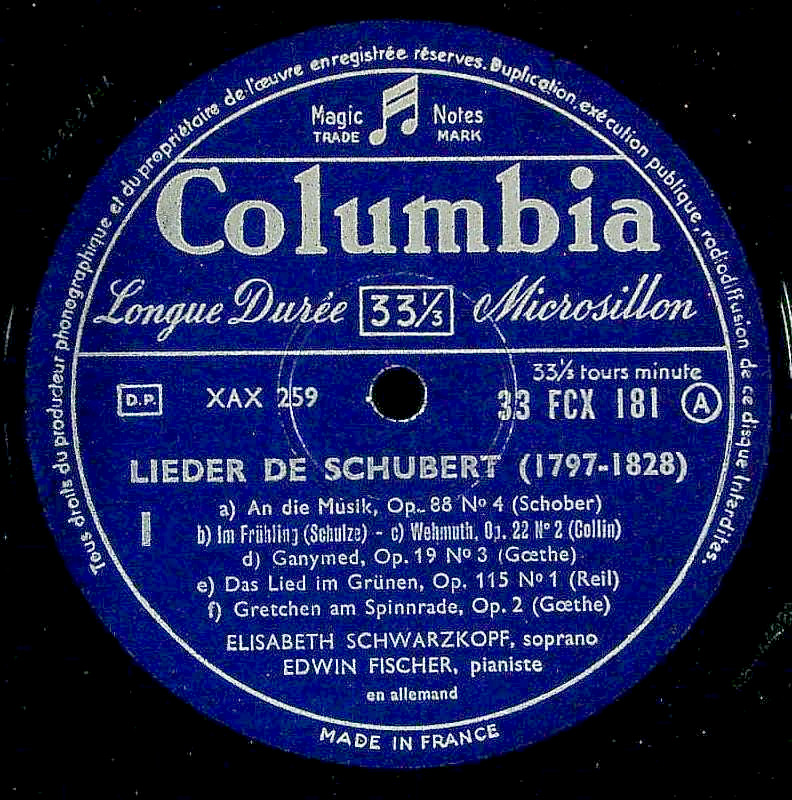 Tous droits du producteur phonographique et du propriétaire de l'œuvre enregistrée réservés. Duplication, exécution publique, radiodiffusion de ce disque interdites.
Magic Notes
TRADE MARK
Columbia
Longue Durée 33⅓ Microsillon
33⅓ tours minute
D.P. XAX 259 33 FCX 181 A
LIEDER DE SCHUBERT (1797-1828)
a) An die Musik, Op. 88 Nº 4 (Schober)
I b) Im Frühling (Schulze) - c) Wehmuth, Op. 22 Nº 2 (Collin)
d) Ganymed, Op. 19 Nº 3 (Gœthe)
e) Das Lied im Grünen, Op. 115 Nº 1 (Reil)
f) Gretchen am Spinnrade, Op. 2 (Gœthe)
ELISABETH SCHWARZKOPF, soprano
EDWIN FISCHER, pianiste
en allemand
MADE IN FRANCE